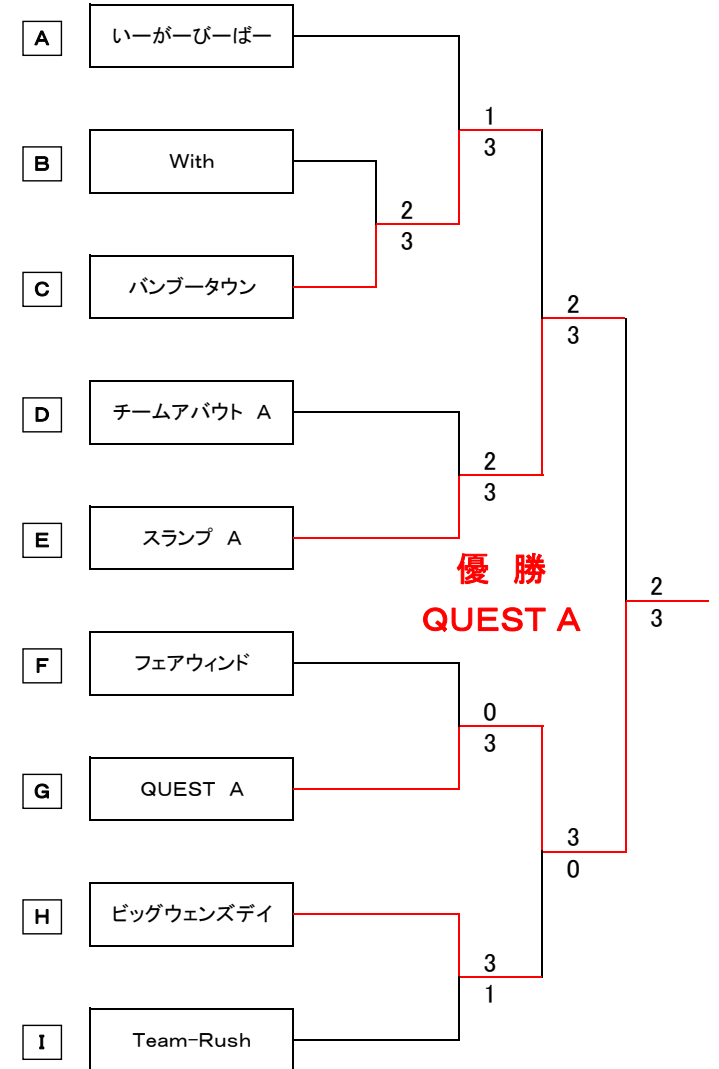 A いーがーびーばー
1
3
B With
2
3
C バンブータウン
2
3
D チームアバウト A
2
3
E スランプ A
優 勝
QUEST A
2
3
F フェアウィンド
0
3
G QUEST A
3
0
H ビッグウェンズデイ
3
1
I Team-Rush